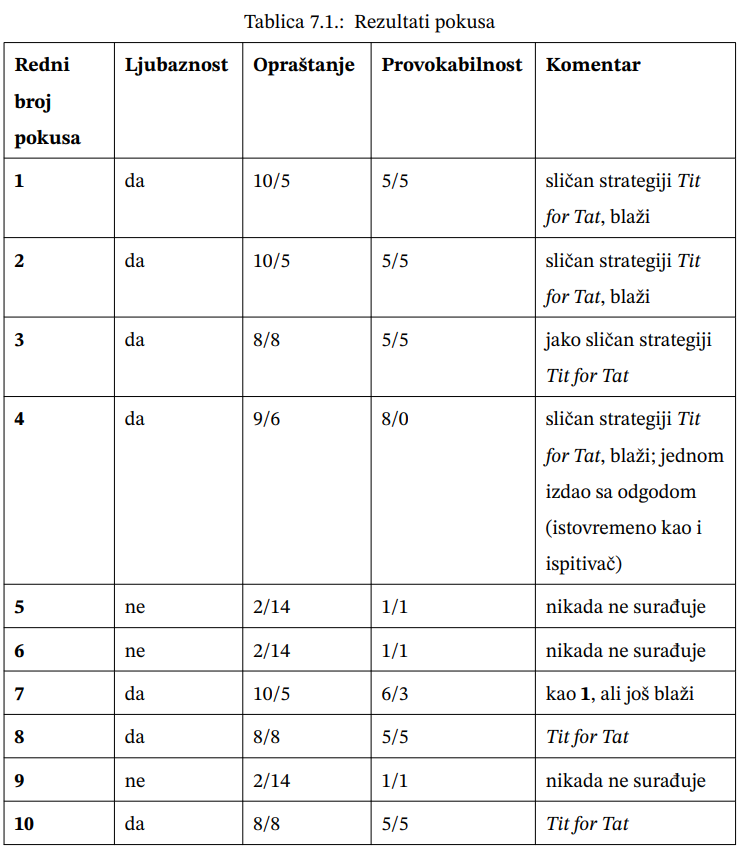 Tablica 7.1.: Rezultati pokusa
Redni broj pokusa Ljubaznost Opraštanje Provokabilnost Komentar
1 da 10/5 5/5 sličan strategiji Tit
for Tat, blaži
2 da 10/5 5/5 sličan strategiji Tit
for Tat, blaži
3 da 8/8 5/5 jako sličan strategiji
Tit for Tat
4 da 9/6 8/0 sličan strategiji Tit
for Tat, blaži; jednom
izdao sa odgodom
(istovremeno kao i
ispitivač)
5 ne 2/14 1/1 nikada ne surađuje
6 ne 2/14 1/1 nikada ne surađuje
7 da 10/5 6/3 kao 1, ali još blaži
8 da 8/8 5/5 Tit for Tat
9 ne 2/14 1/1 nikada ne surađuje
10 da 8/8 5/5 Tit for Tat